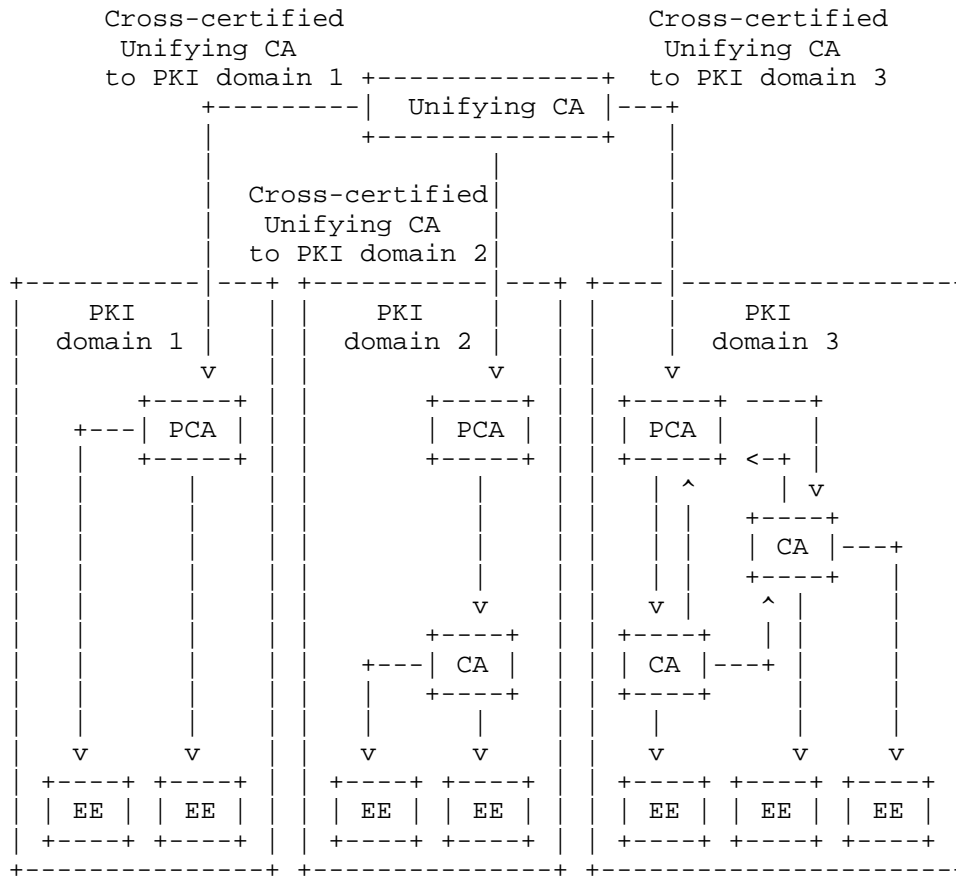 Cross-certified Cross-certified
Unifying CA Unifying CA
to PKI domain 1 to PKI domain 3
Unifying CA
Cross-certified
Unifying CA
to PKI domain 2
PKI PKI PKI
domain 1 domain 2 domain 3
PCA PCA PCA
CA
CA CA
EE EE EE EE EE EE EE